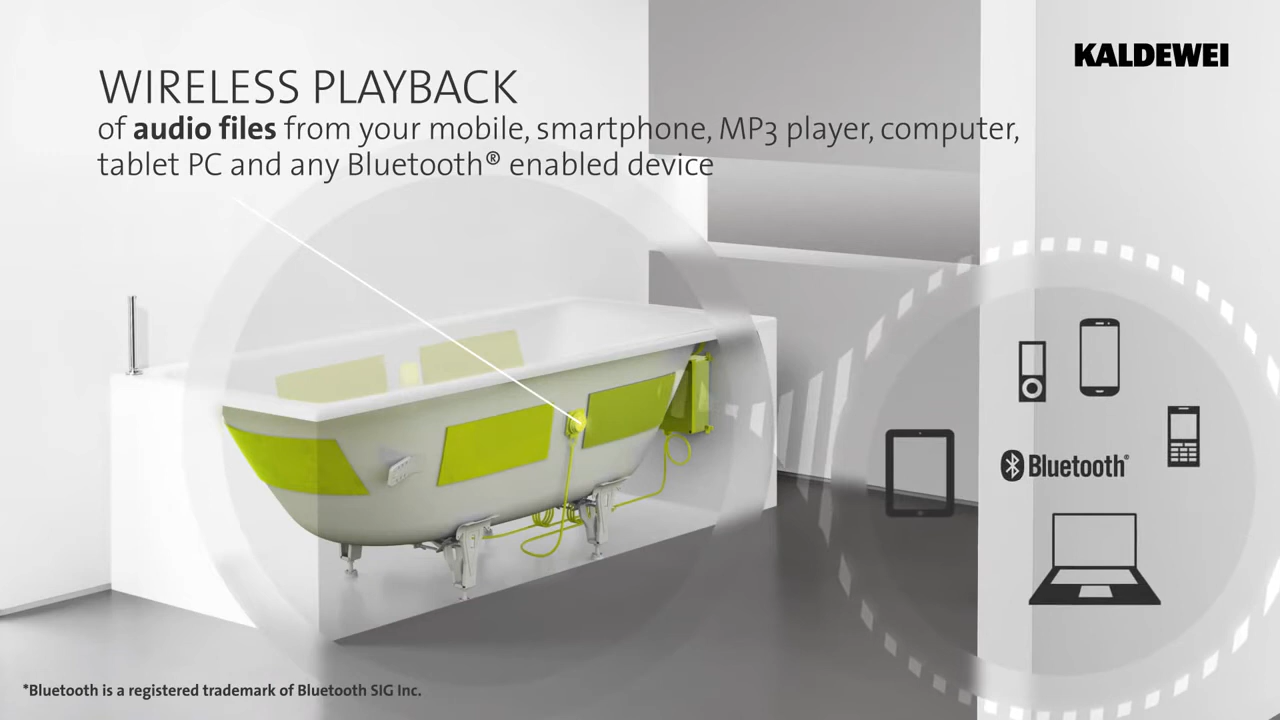 KALDEWEI
WIRELESS PLAYBACK
of audio files from your mobile, smartphone, MP3 player, computer,
tablet PC and any Bluetooth® enabled device
Bluetooth®
*Bluetooth is a registered trademark of Bluetooth SIG Inc.